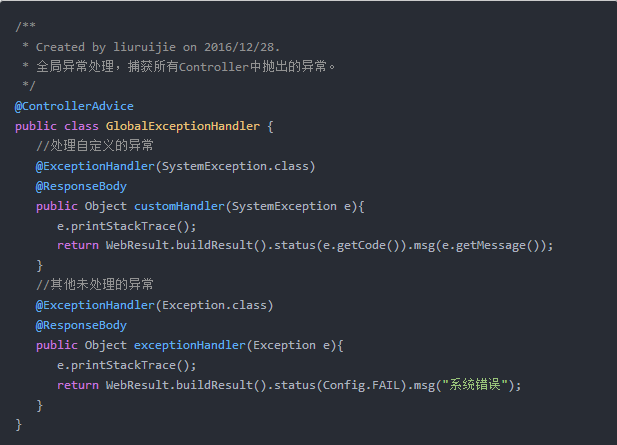 /**
 * Created by liuruijie on 2016/12/28.
 * 全局异常处理，捕获所有Controller中抛出的异常。
 */
@ControllerAdvice
public class GlobalExceptionHandler {
   //处理自定义的异常
   @ExceptionHandler(SystemException.class)
   @ResponseBody
   public Object customHandler(SystemException e){
      e.printStackTrace();
      return WebResult.buildResult().status(e.getCode()).msg(e.getMessage());
   }
   //其他未处理的异常
   @ExceptionHandler(Exception.class)
   @ResponseBody
   public Object exceptionHandler(Exception e){
      e.printStackTrace();
      return WebResult.buildResult().status(Config.FAIL).msg("系统错误");
   }
}